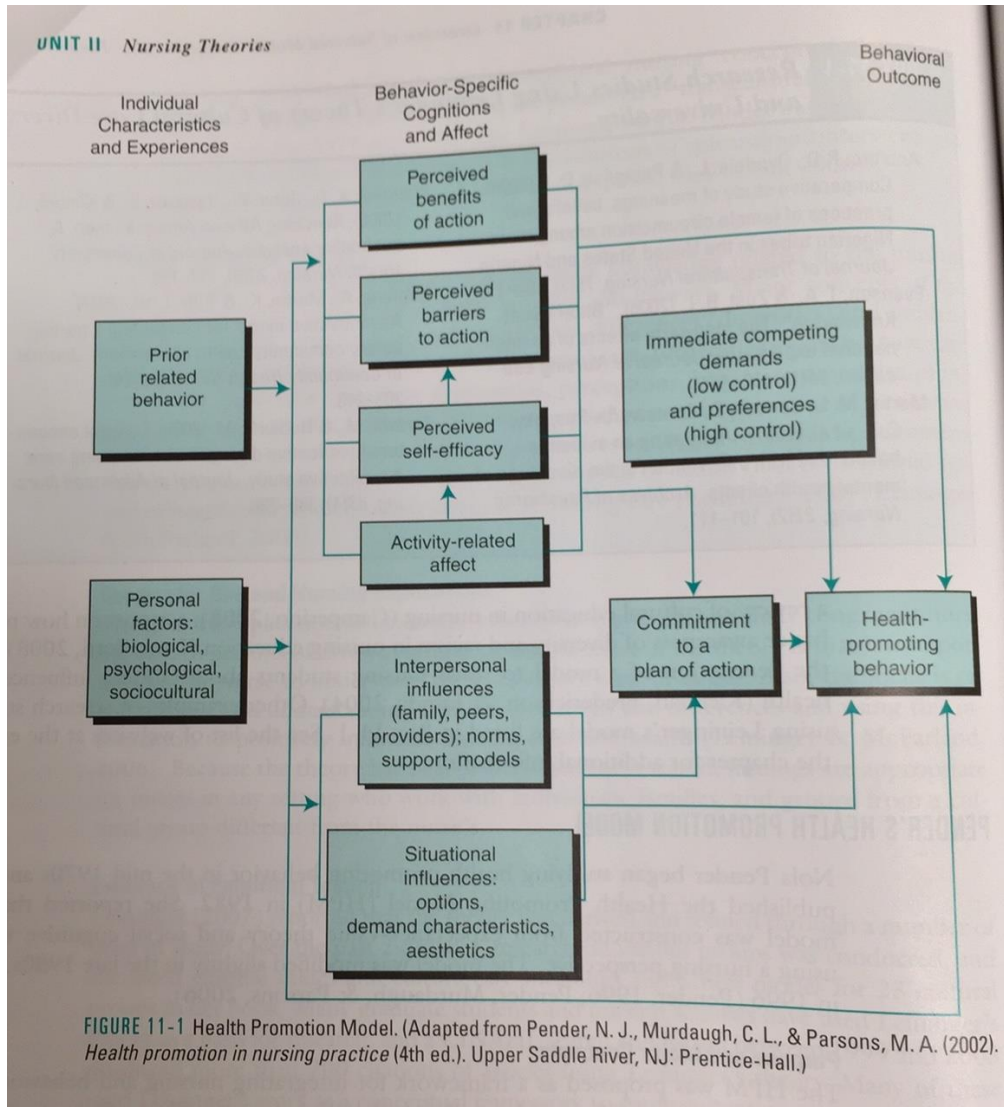 UNIT II Nursing Theories
Individual
Characteristics
and Experiences
Behavior-Specific
Cognitions
and Affect
Behavioral
Outcome
Perceived
benefits
of action
Perceived
barriers
to action
Prior
related
behavior
Immediate competing
demands
(low control)
and preferences
(high control)
Perceived
self-efficacy
Activity-related
affect
Personal
factors:
biological,
psychological,
sociocultural
Commitment
to a
plan of action
Health-
promoting
behavior
Interpersonal
influences
(family, peers,
providers); norms,
support, models
Situational
influences:
options,
demand characteristics,
aesthetics
FIGURE 11-1 Health Promotion Model. (Adapted from Pender, N. J., Murdaugh, C. L., & Parsons, M. A. (2002).
Health promotion in nursing practice (4th ed.). Upper Saddle River, NJ: Prentice-Hall.)